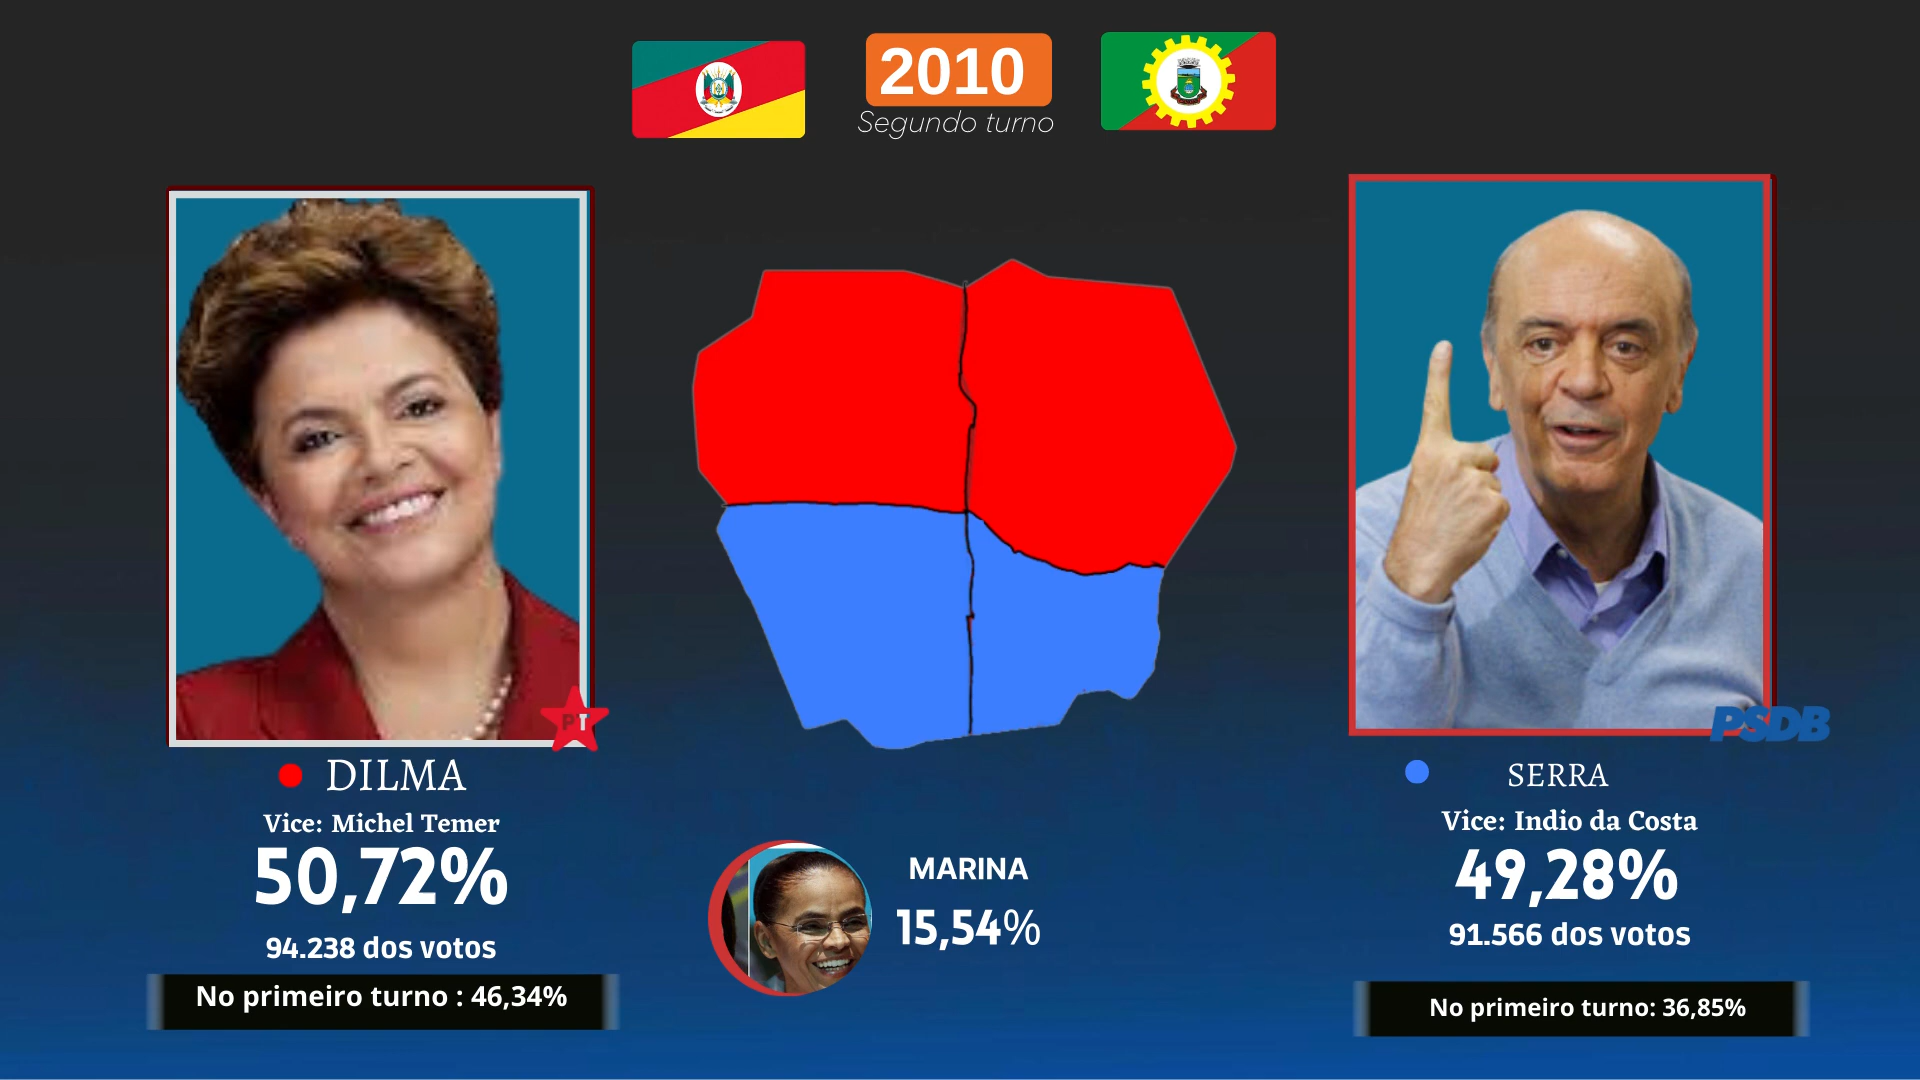 2010
Segundo turno
PT
DILMA
Vice: Michel Temer
50,72%
94.238 dos votos
No primeiro turno : 46,34%
MARINA
15,54%
PSDB
SERRA
Vice: Indio da Costa
49,28%
91.566 dos votos
No primeiro turno: 36,85%